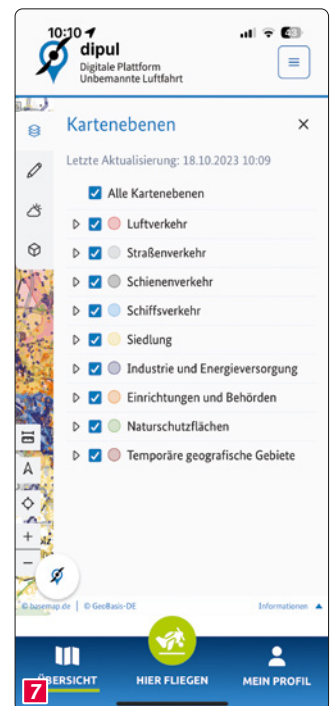 10:10
dipul
Digitale Plattform
Unbemannte Luftfahrt
Kartenebenen
Letzte Aktualisierung: 18.10.2023 10:09
Alle Kartenebenen
Luftverkehr
Straßenverkehr
Schienenverkehr
Schiffsverkehr
Siedlung
Industrie und Energieversorgung
Einrichtungen und Behörden
Naturschutzflächen
Temporäre geografische Gebiete
A
© basemap.de | © GeoBasis-DE
Informationen
ÜBERSICHT
HIER FLIEGEN
MEIN PROFIL
7